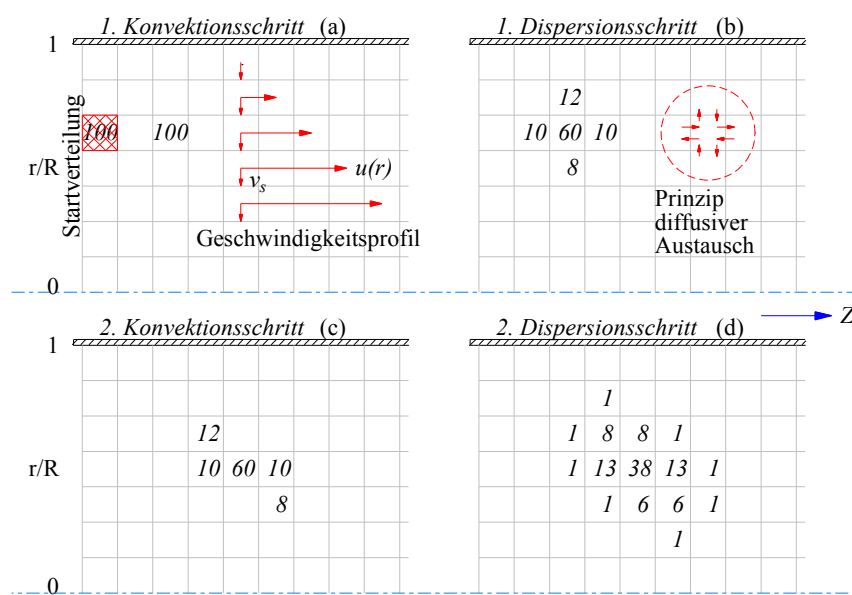 1. Konvektionsschritt (a)
1
Startverteilung
r/R
0
100
100
u(r)
v_s
Geschwindigkeitsprofil
1. Dispersionsschritt (b)
12
10 60 10
8
Prinzip
diffusiver
Austausch
Z
2. Konvektionsschritt (c)
1
r/R
0
12
10 60 10
8
2. Dispersionsschritt (d)
1
1 8 8 1
1 13 38 13 1
1 6 6 1
1